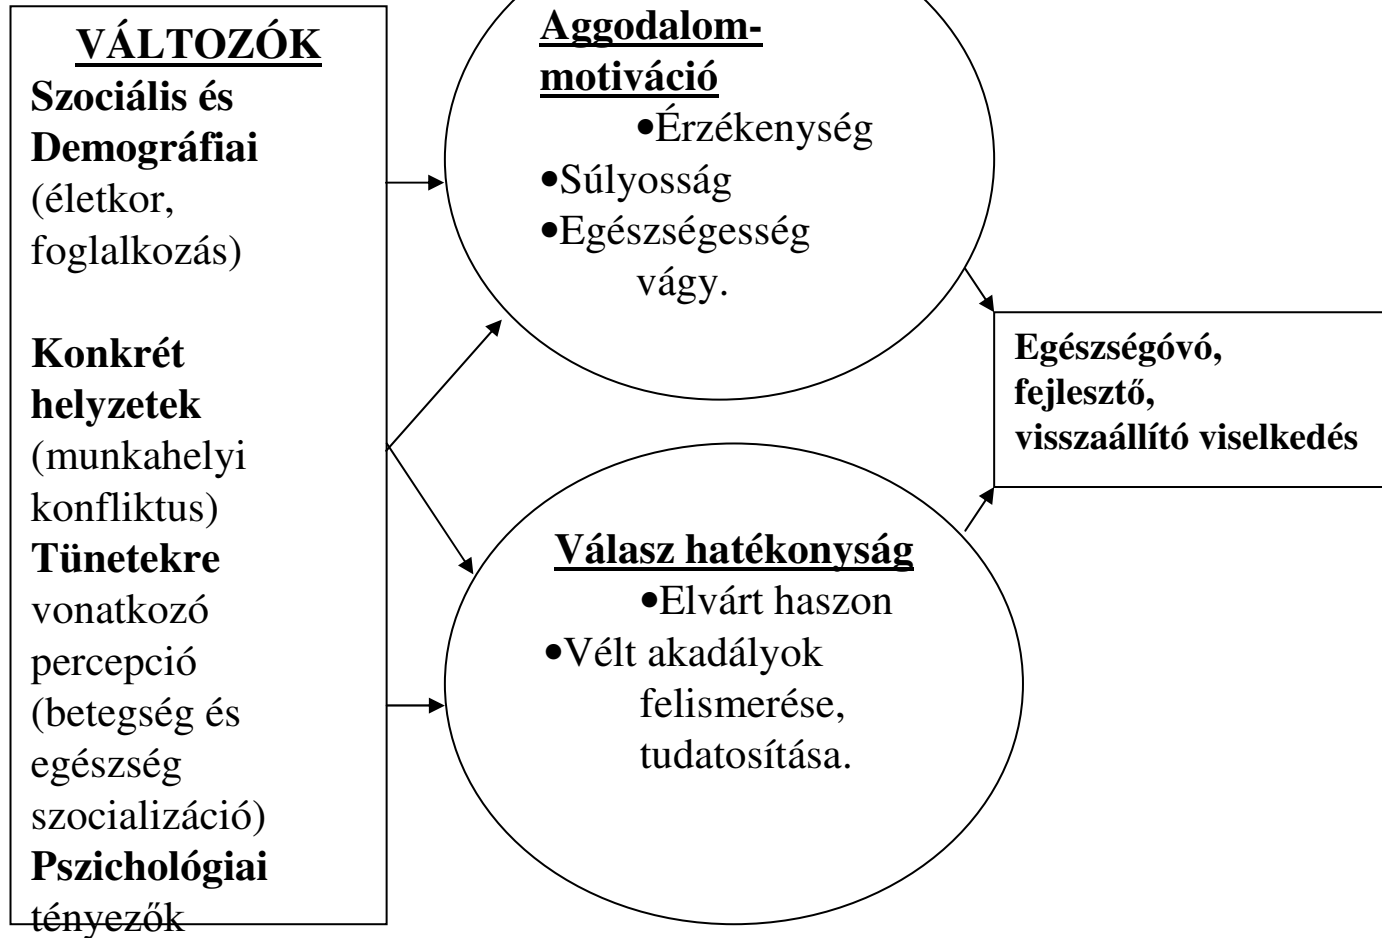 VÁLTOZÓK
Szociális és
Demográfiai
(életkor,
foglalkozás)
Konkrét
helyzetek
(munkahelyi
konfliktus)
Tünetekre
vonatkozó
percepció
(betegség és
egészség
szocializáció)
Pszichológiai
tényezők
Aggodalom-
motiváció
•Érzékenység
•Súlyosság
•Egészségesség
vágy.
Válasz hatékonyság
•Elvárt haszon
•Vélt akadályok
felismerése,
tudatosítása.
Egészségóvó,
fejlesztő,
visszaállító viselkedés